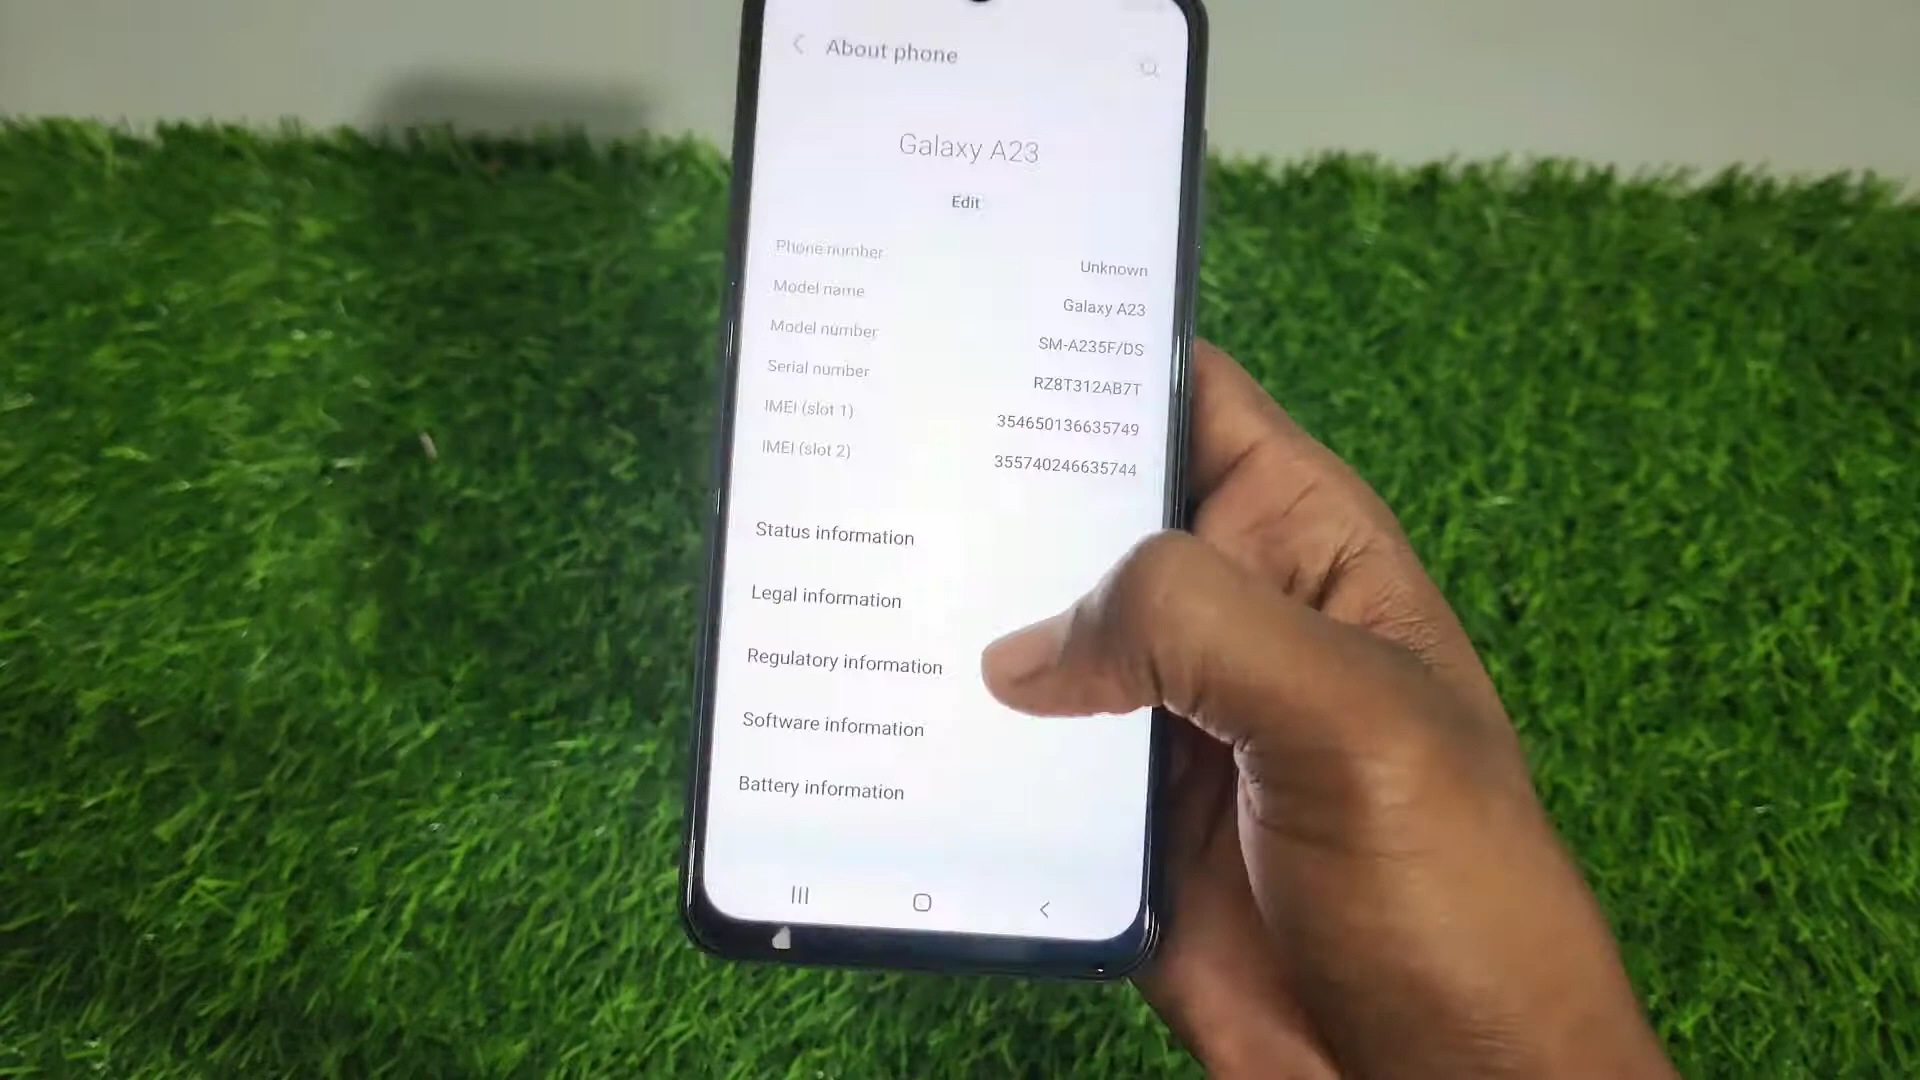 About phone
Galaxy A23
Edit
Phone number Unknown
Model name Galaxy A23
Model number SM-A235F/DS
Serial number RZ8T312AB7T
IMEI (slot 1) 354650136635749
IMEI (slot 2) 355740246635744
Status information
Legal information
Regulatory information
Software information
Battery information